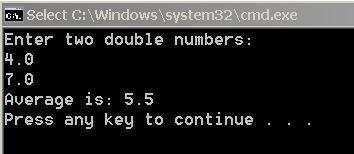 Select C:\Windows\system32\cmd.exe
Enter two double numbers:
4.0
7.0
Average is: 5.5
Press any key to continue . . .